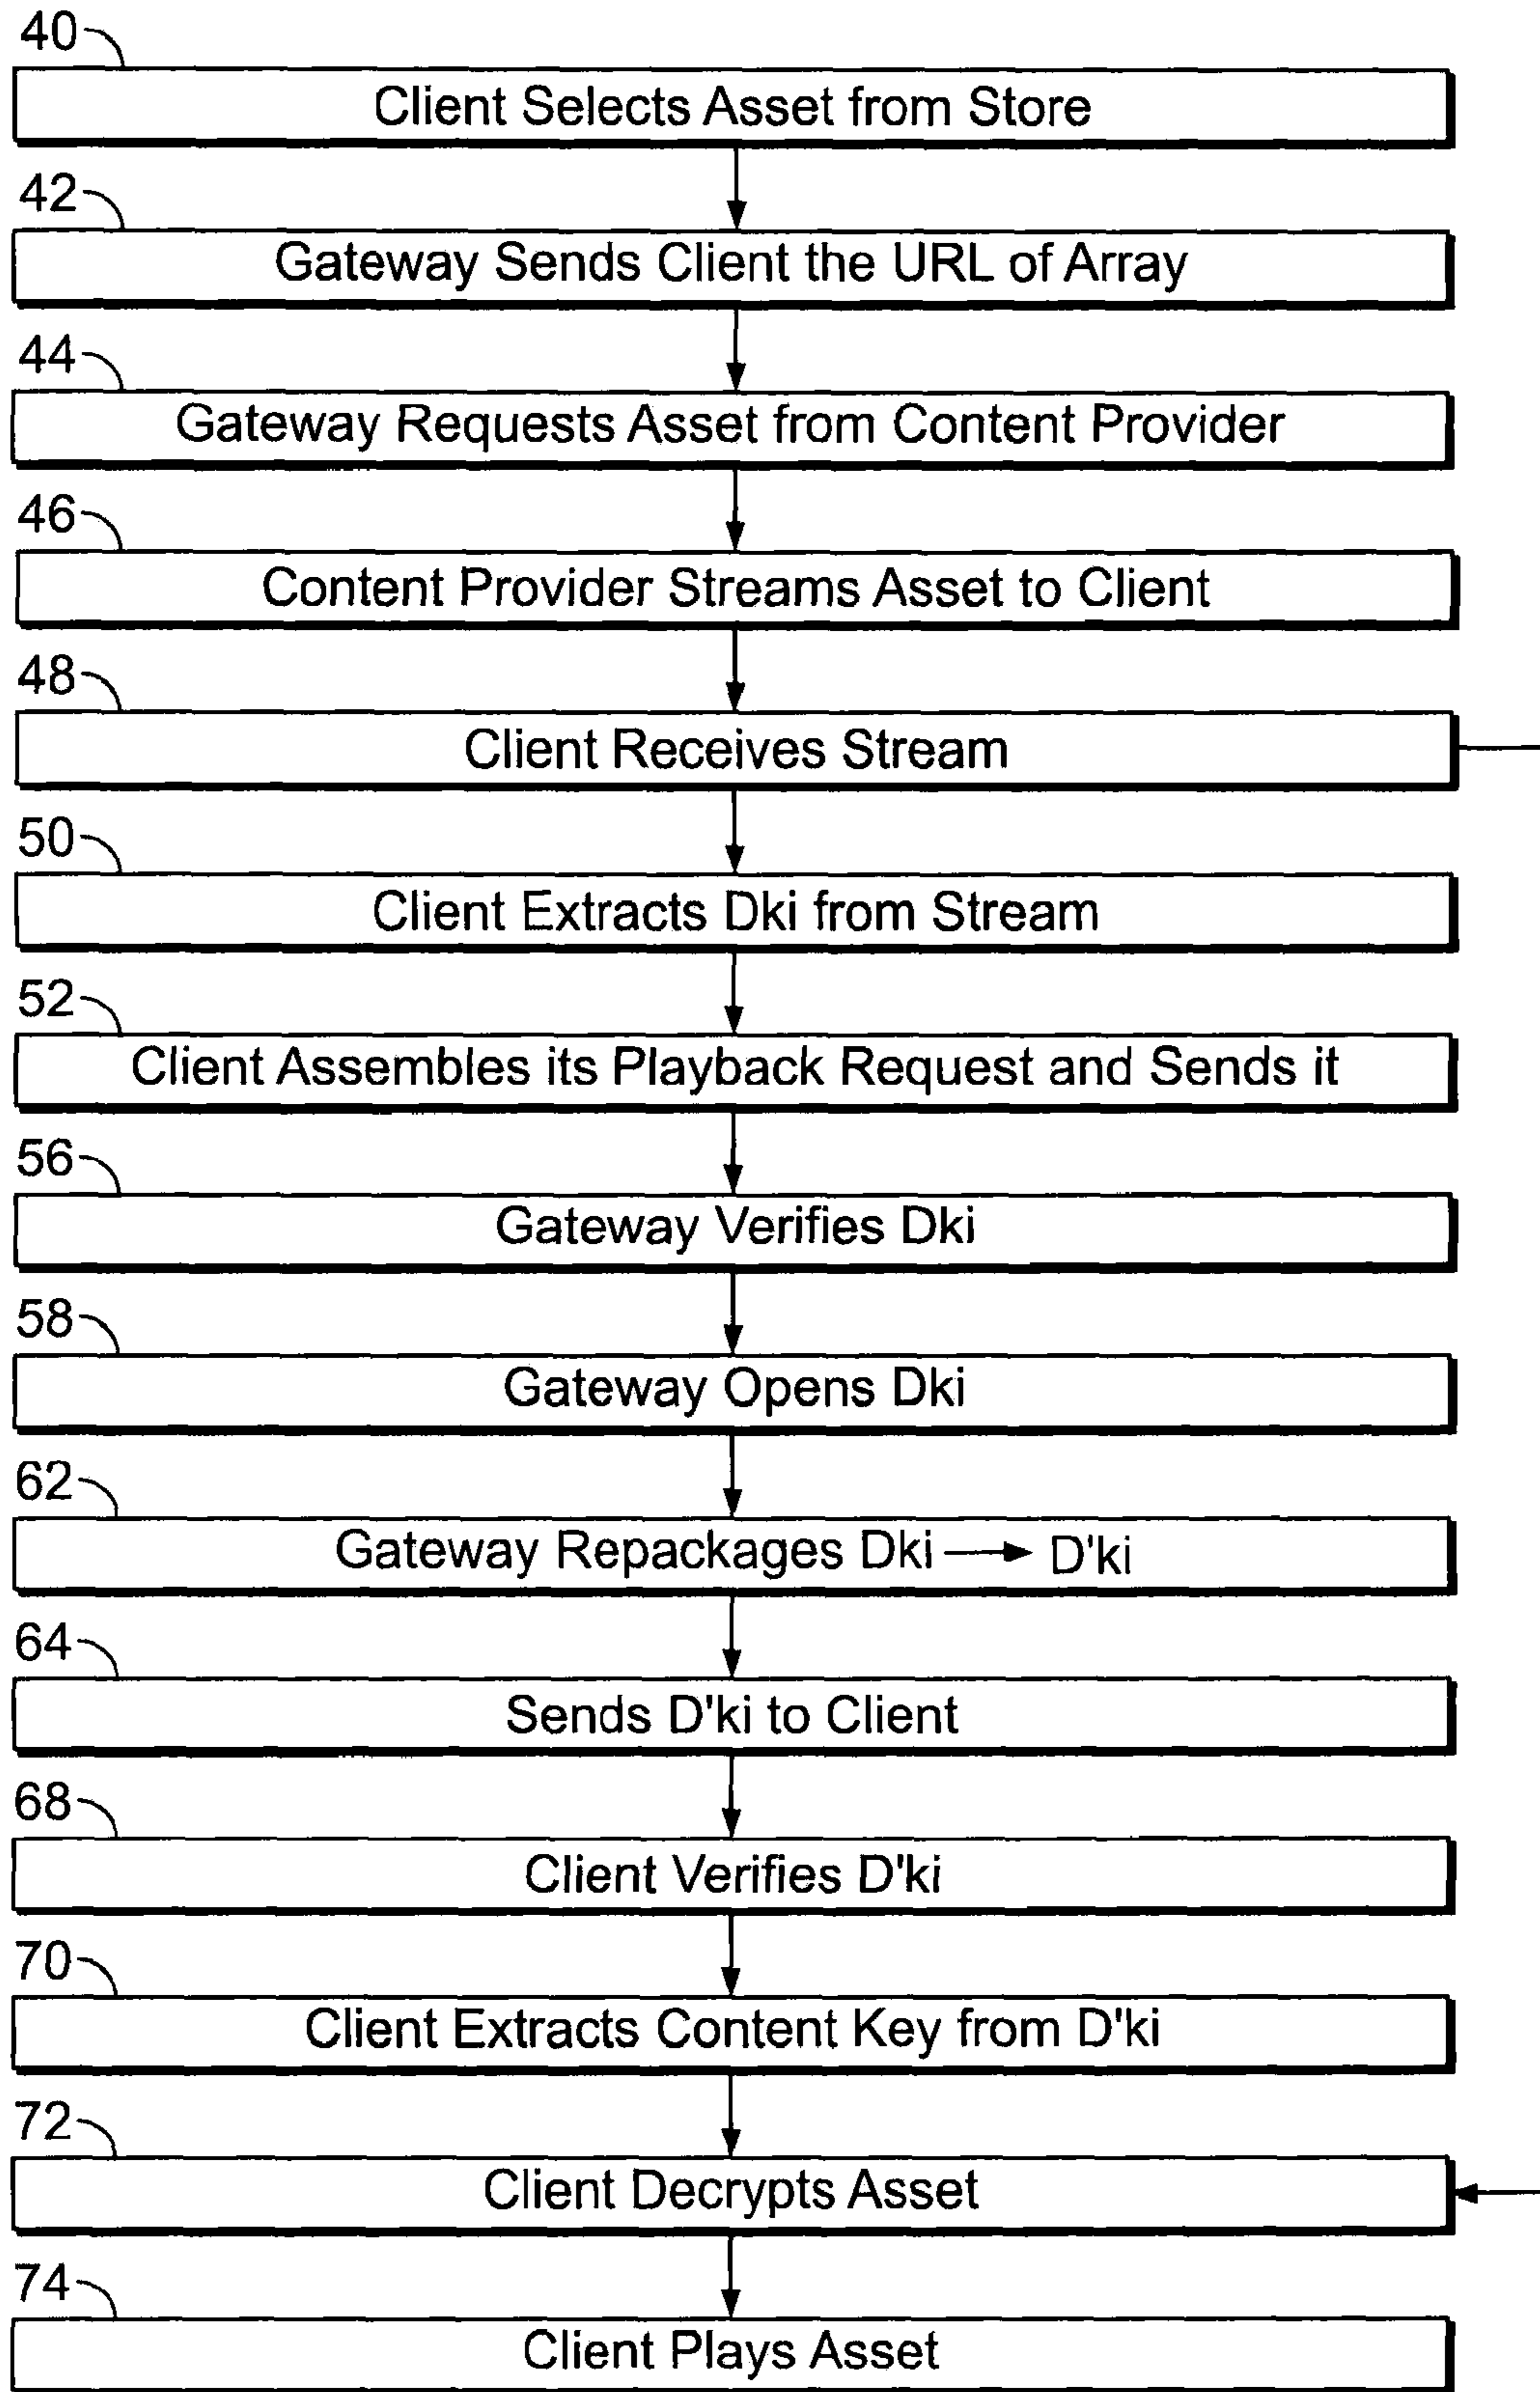 40
Client Selects Asset from Store
42
Gateway Sends Client the URL of Array
44
Gateway Requests Asset from Content Provider
46
Content Provider Streams Asset to Client
48
Client Receives Stream
50
Client Extracts Dki from Stream
52
Client Assembles its Playback Request and Sends it
56
Gateway Verifies Dki
58
Gateway Opens Dki
62
Gateway Repackages Dki → D'ki
64
Sends D'ki to Client
68
Client Verifies D'ki
70
Client Extracts Content Key from D'ki
72
Client Decrypts Asset
74
Client Plays Asset